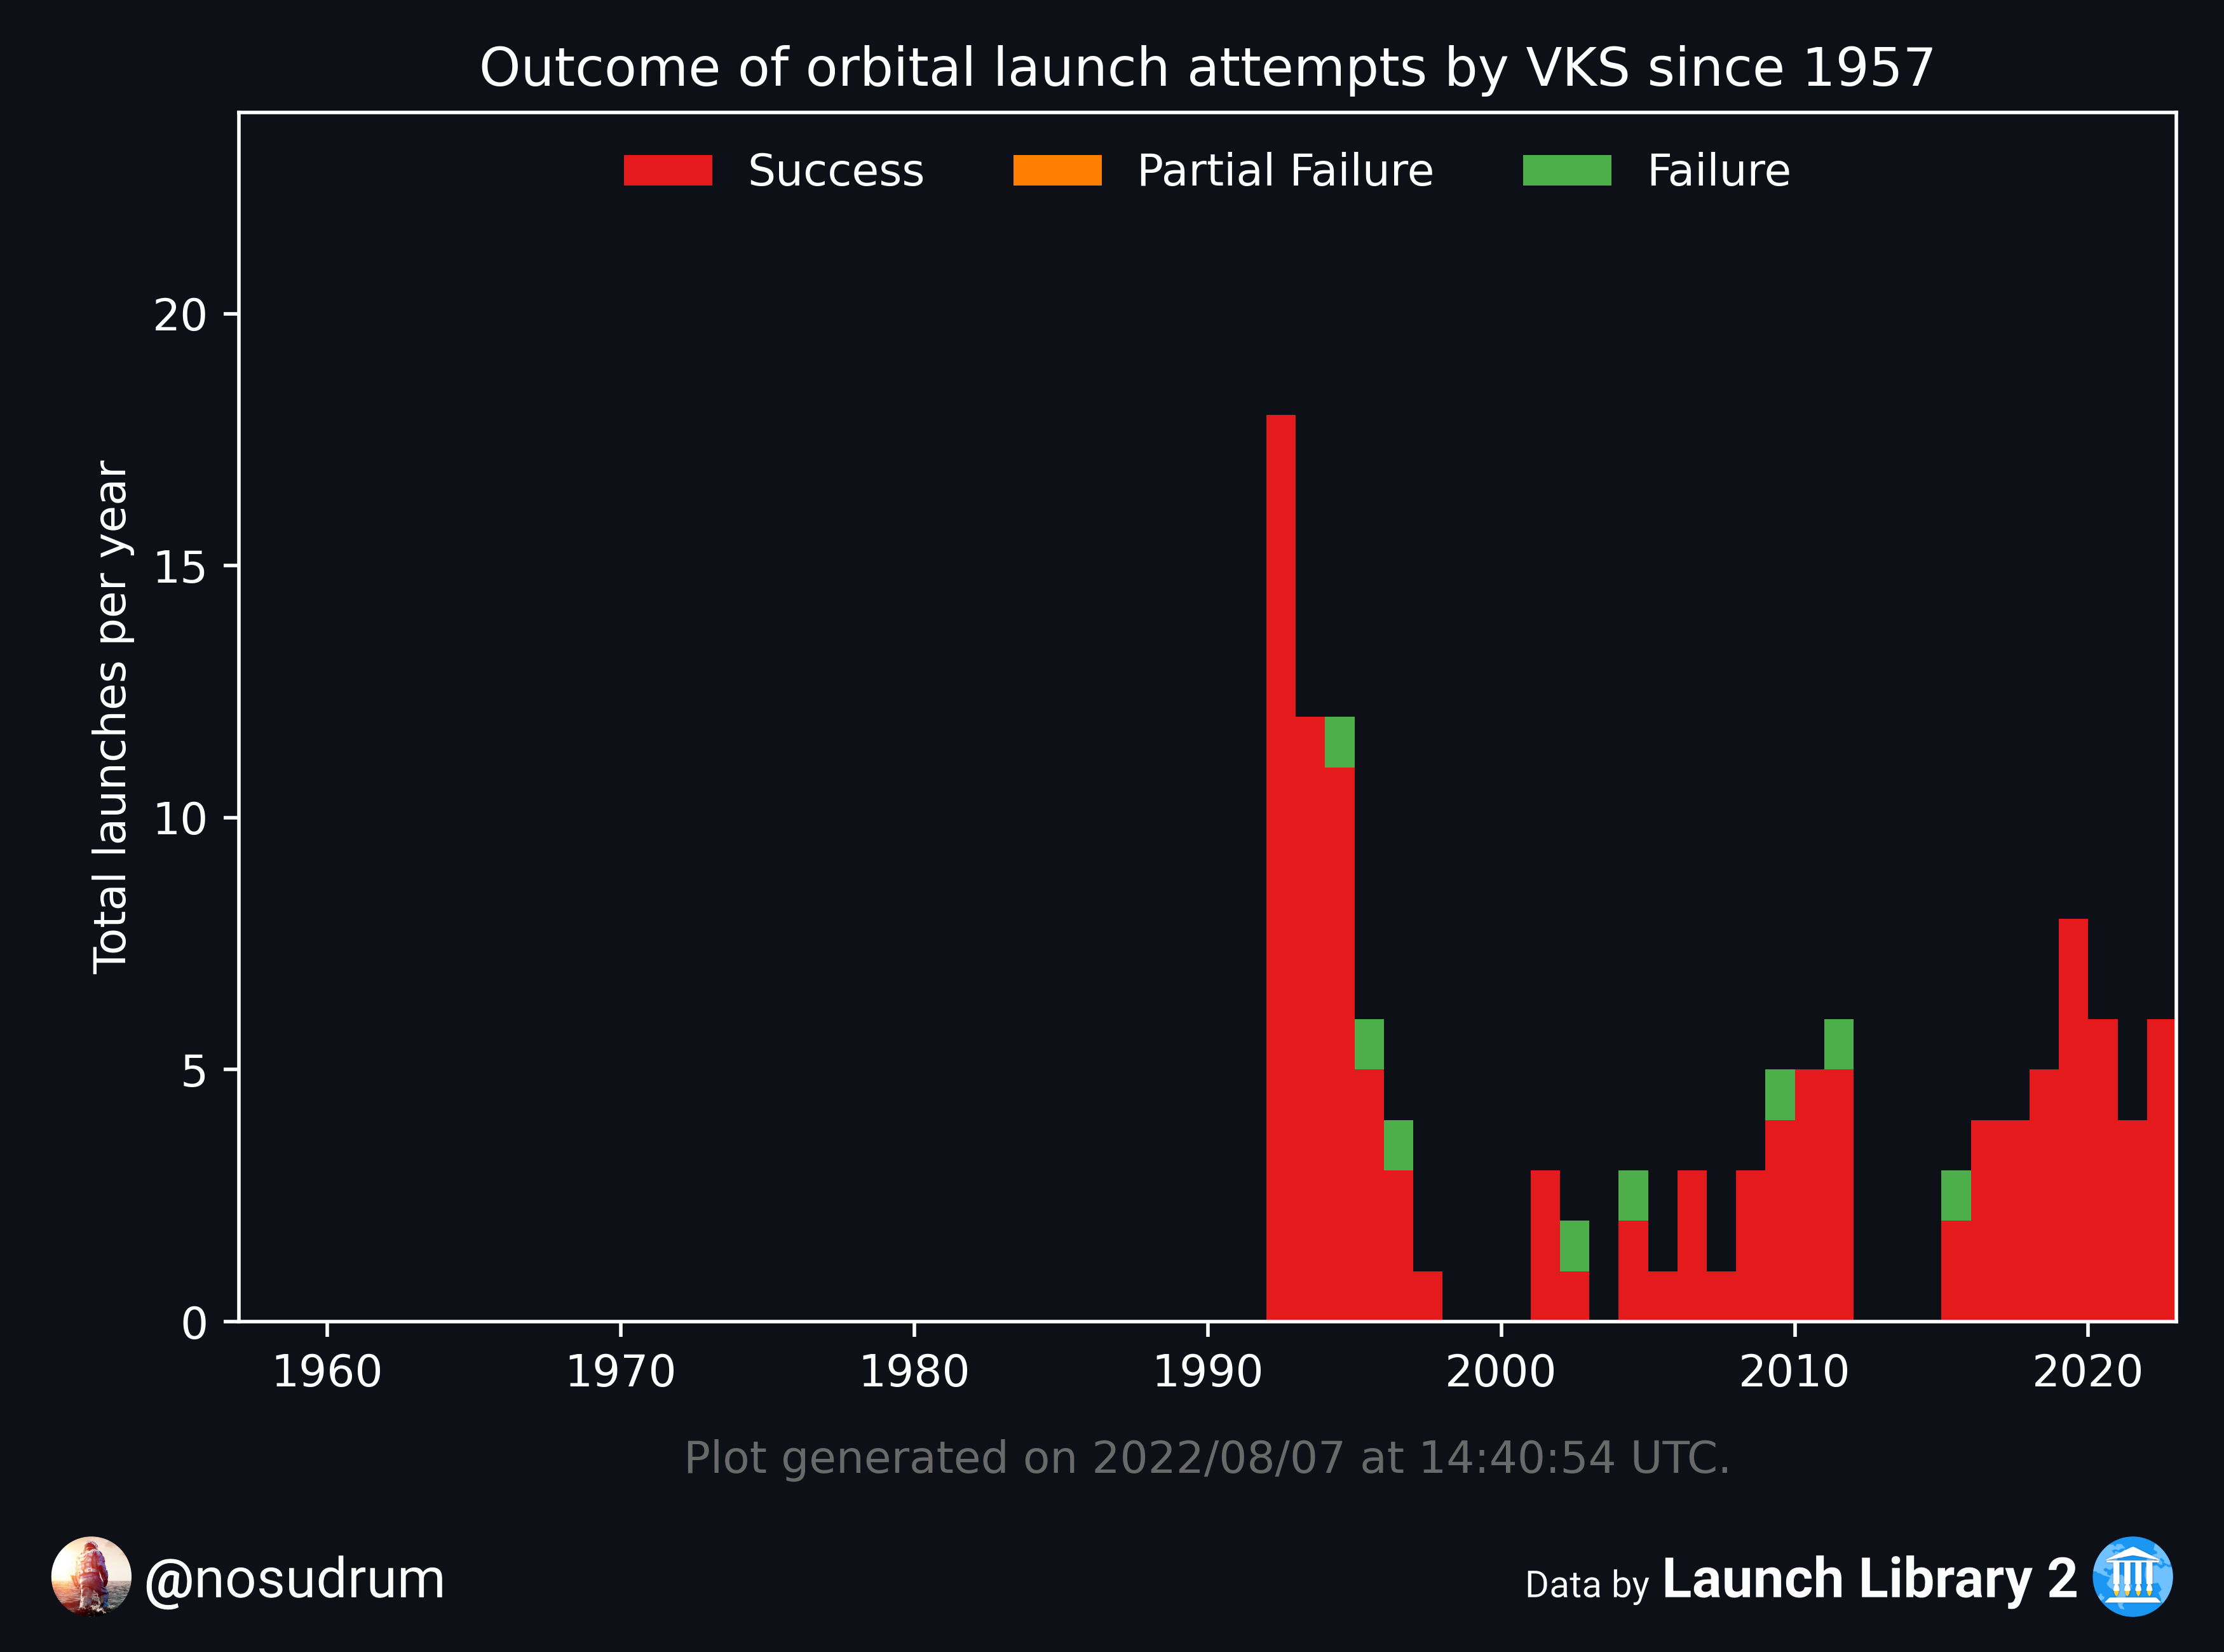 Outcome of orbital launch attempts by VKS since 1957
Success
Partial Failure
Failure
Total launches per year
20
15
10
5
0
1960 1970 1980 1990 2000 2010 2020
Plot generated on 2022/08/07 at 14:40:54 UTC.
@nosudrum
Data by Launch Library 2